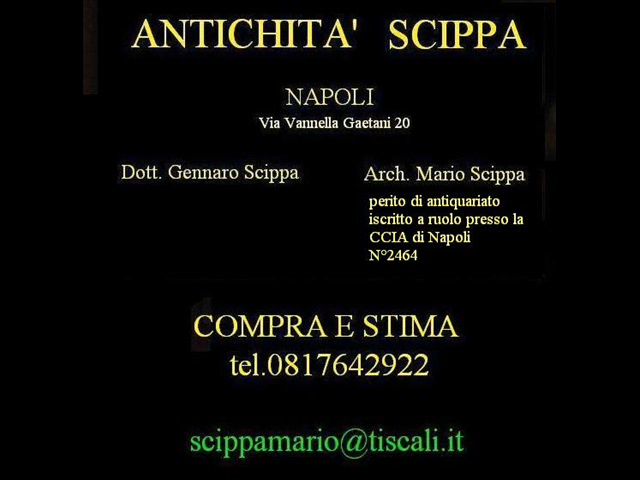 ANTICHITA' SCIPPA
NAPOLI
Via Vannella Gaetani 20
Dott. Gennaro Scippa
Arch. Mario Scippa
perito di antiquariato
iscritto a ruolo presso la
CCIA di Napoli
N°2464
COMPRA E STIMA
tel.0817642922
scippamario@tiscali.it